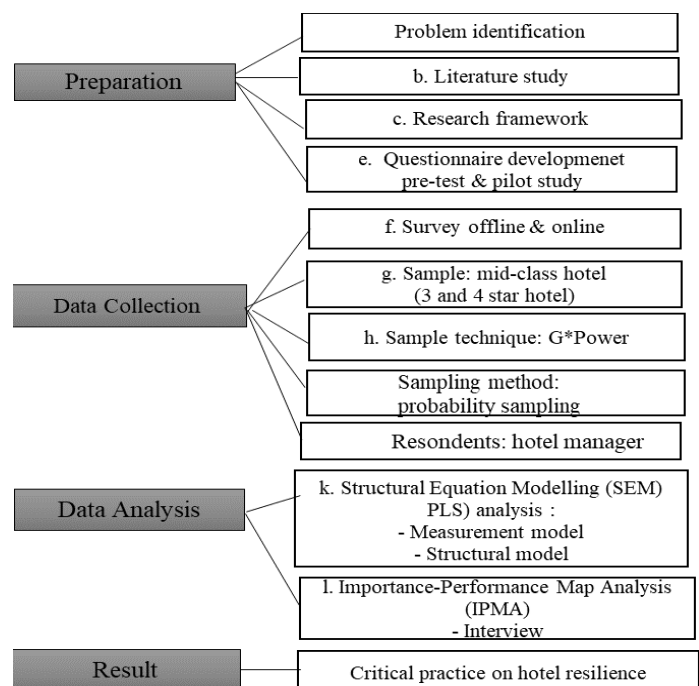 Preparation
Problem identification
b. Literature study
c. Research framework
e. Questionnaire developmenet
pre-test & pilot study
Data Collection
f. Survey offline & online
g. Sample: mid-class hotel
(3 and 4 star hotel)
h. Sample technique: G*Power
Sampling method:
probability sampling
Resondents: hotel manager
Data Analysis
k. Structural Equation Modelling (SEM)
PLS) analysis :
- Measurement model
- Structural model
l. Importance-Performance Map Analysis
(IPMA)
- Interview
Result
Critical practice on hotel resilience